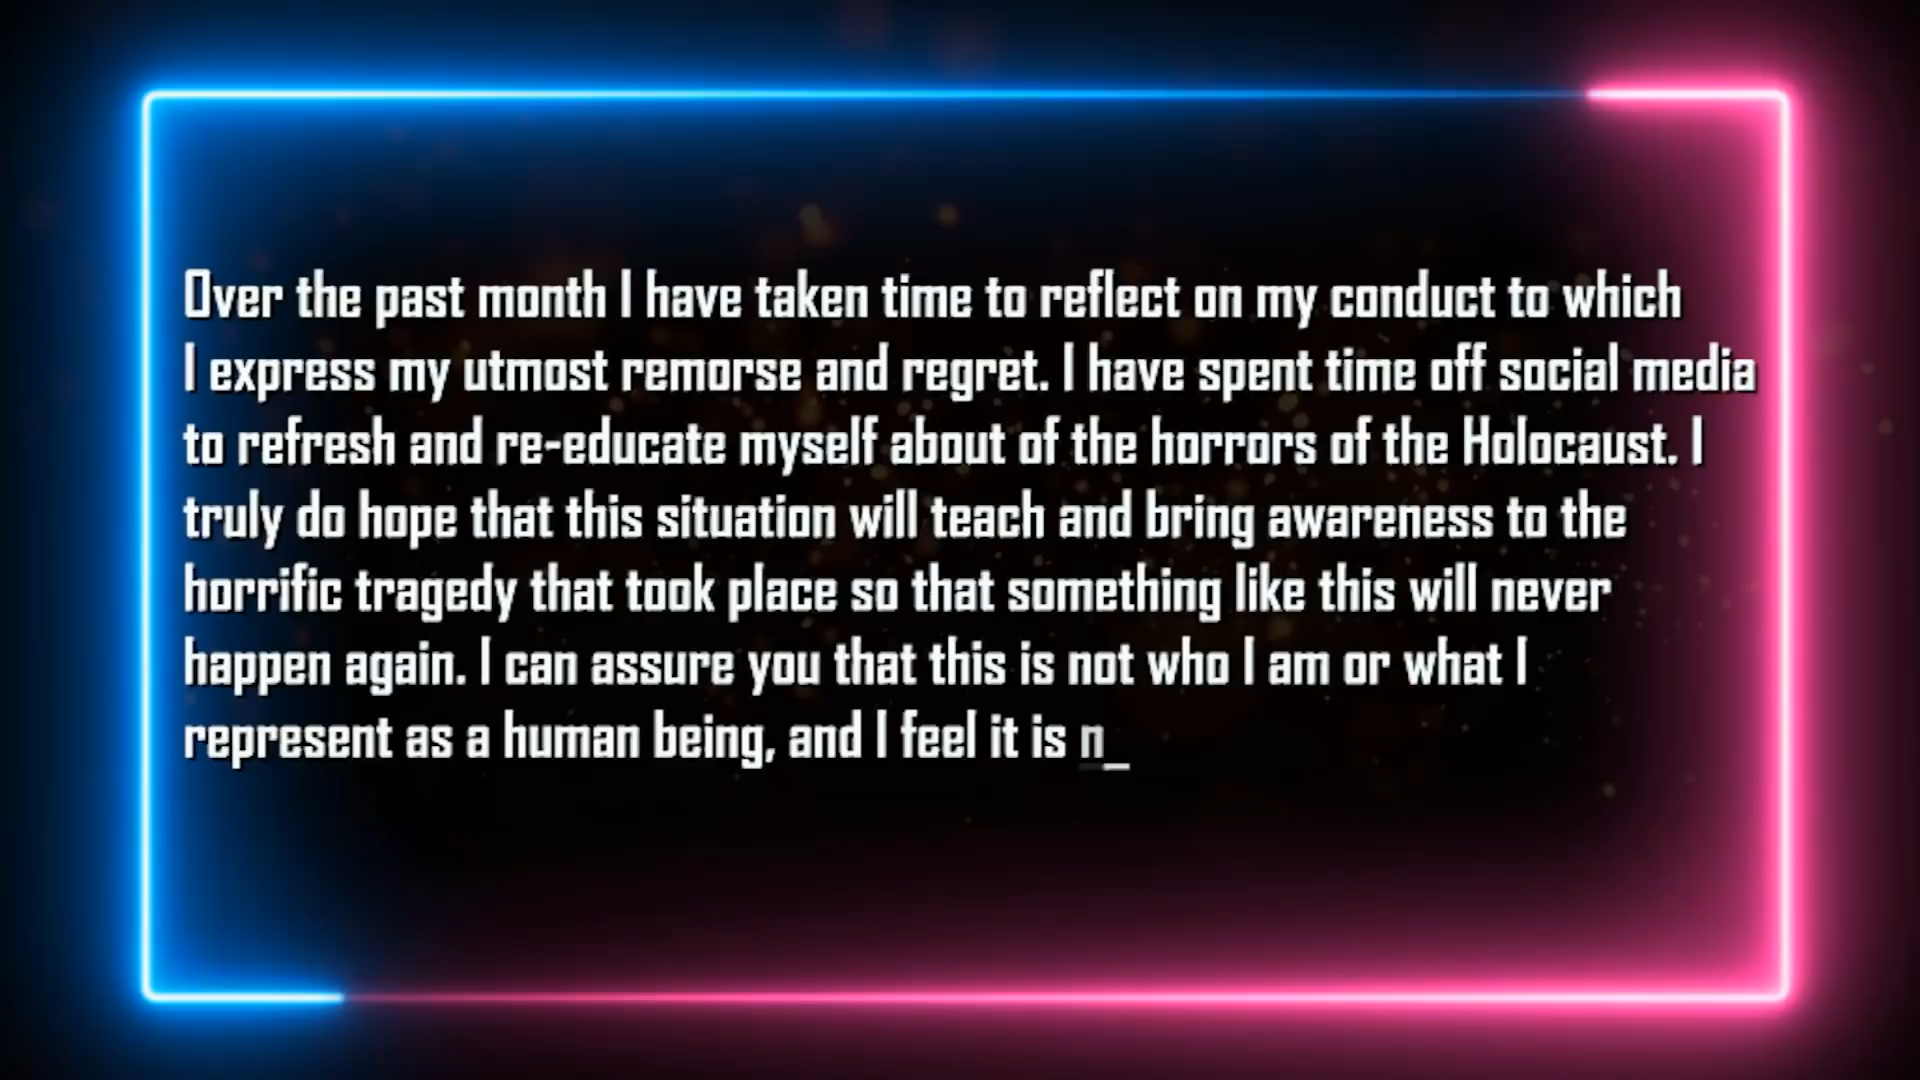 Over the past month I have taken time to reflect on my conduct to which
I express my utmost remorse and regret. I have spent time off social media
to refresh and re-educate myself about of the horrors of the Holocaust. I
truly do hope that this situation will teach and bring awareness to the
horrific tragedy that took place so that something like this will never
happen again. I can assure you that this is not who I am or what I
represent as a human being, and I feel it is n_